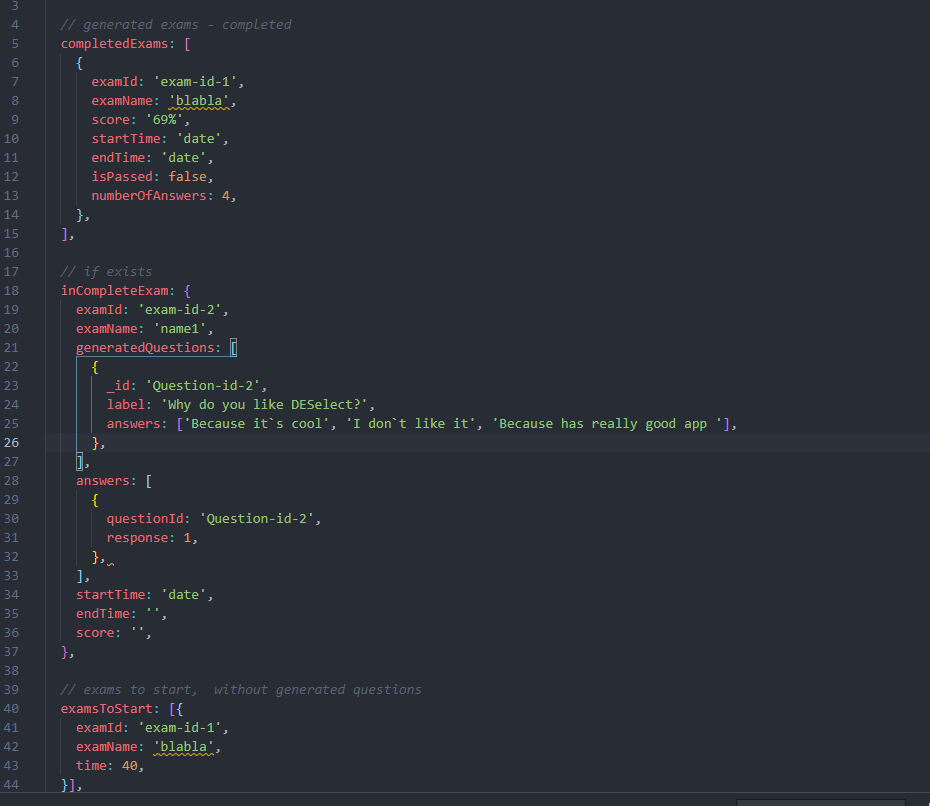 3
4 // generated exams - completed
5 completedExams: [
6 {
7 examId: 'exam-id-1',
8 examName: 'blabla',
9 score: '69%',
10 startTime: 'date',
11 endTime: 'date',
12 isPassed: false,
13 numberOfAnswers: 4,
14 },
15 ],
16
17 // if exists
18 inCompleteExam: {
19 examId: 'exam-id-2',
20 examName: 'name1',
21 generatedQuestions: [
22 {
23 _id: 'Question-id-2',
24 label: 'Why do you like DESelect?',
25 answers: ['Because it`s cool', 'I don`t like it', 'Because has really good app '],
26 },
27 ],
28 answers: [
29 {
30 questionId: 'Question-id-2',
31 response: 1,
32 },
33 ],
34 startTime: 'date',
35 endTime: '',
36 score: '',
37 },
38
39 // exams to start,  without generated questions
40 examsToStart: [{
41 examId: 'exam-id-1',
42 examName: 'blabla',
43 time: 40,
44 }],